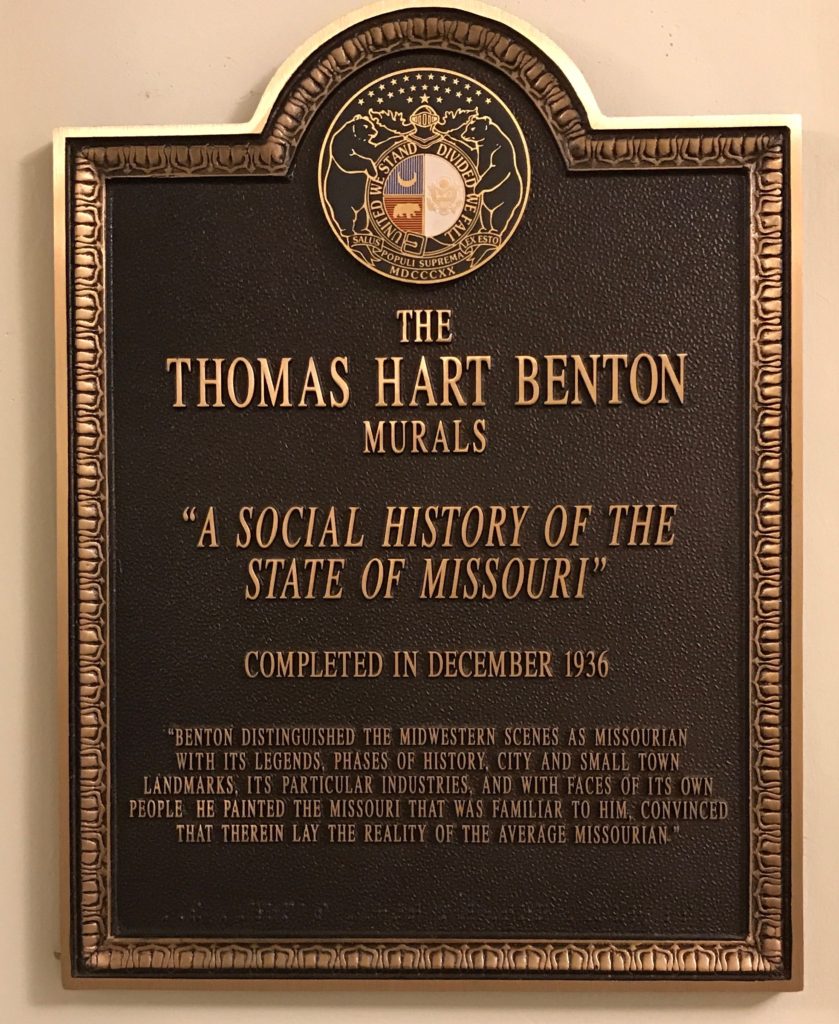 UNITED WE STAND DIVIDED WE FALL
SALUS POPULI SUPREMA LEX ESTO
MDCCCXX
THE
THOMAS HART BENTON
MURALS
“A SOCIAL HISTORY OF THE
STATE OF MISSOURI”
COMPLETED IN DECEMBER 1936
“BENTON DISTINGUISHED THE MIDWESTERN SCENES AS MISSOURIAN
WITH ITS LEGENDS, PHASES OF HISTORY, CITY AND SMALL TOWN
LANDMARKS, ITS PARTICULAR INDUSTRIES, AND WITH FACES OF ITS OWN
PEOPLE. HE PAINTED THE MISSOURI THAT WAS FAMILIAR TO HIM, CONVINCED
THAT THEREIN LAY THE REALITY OF THE AVERAGE MISSOURIAN.”